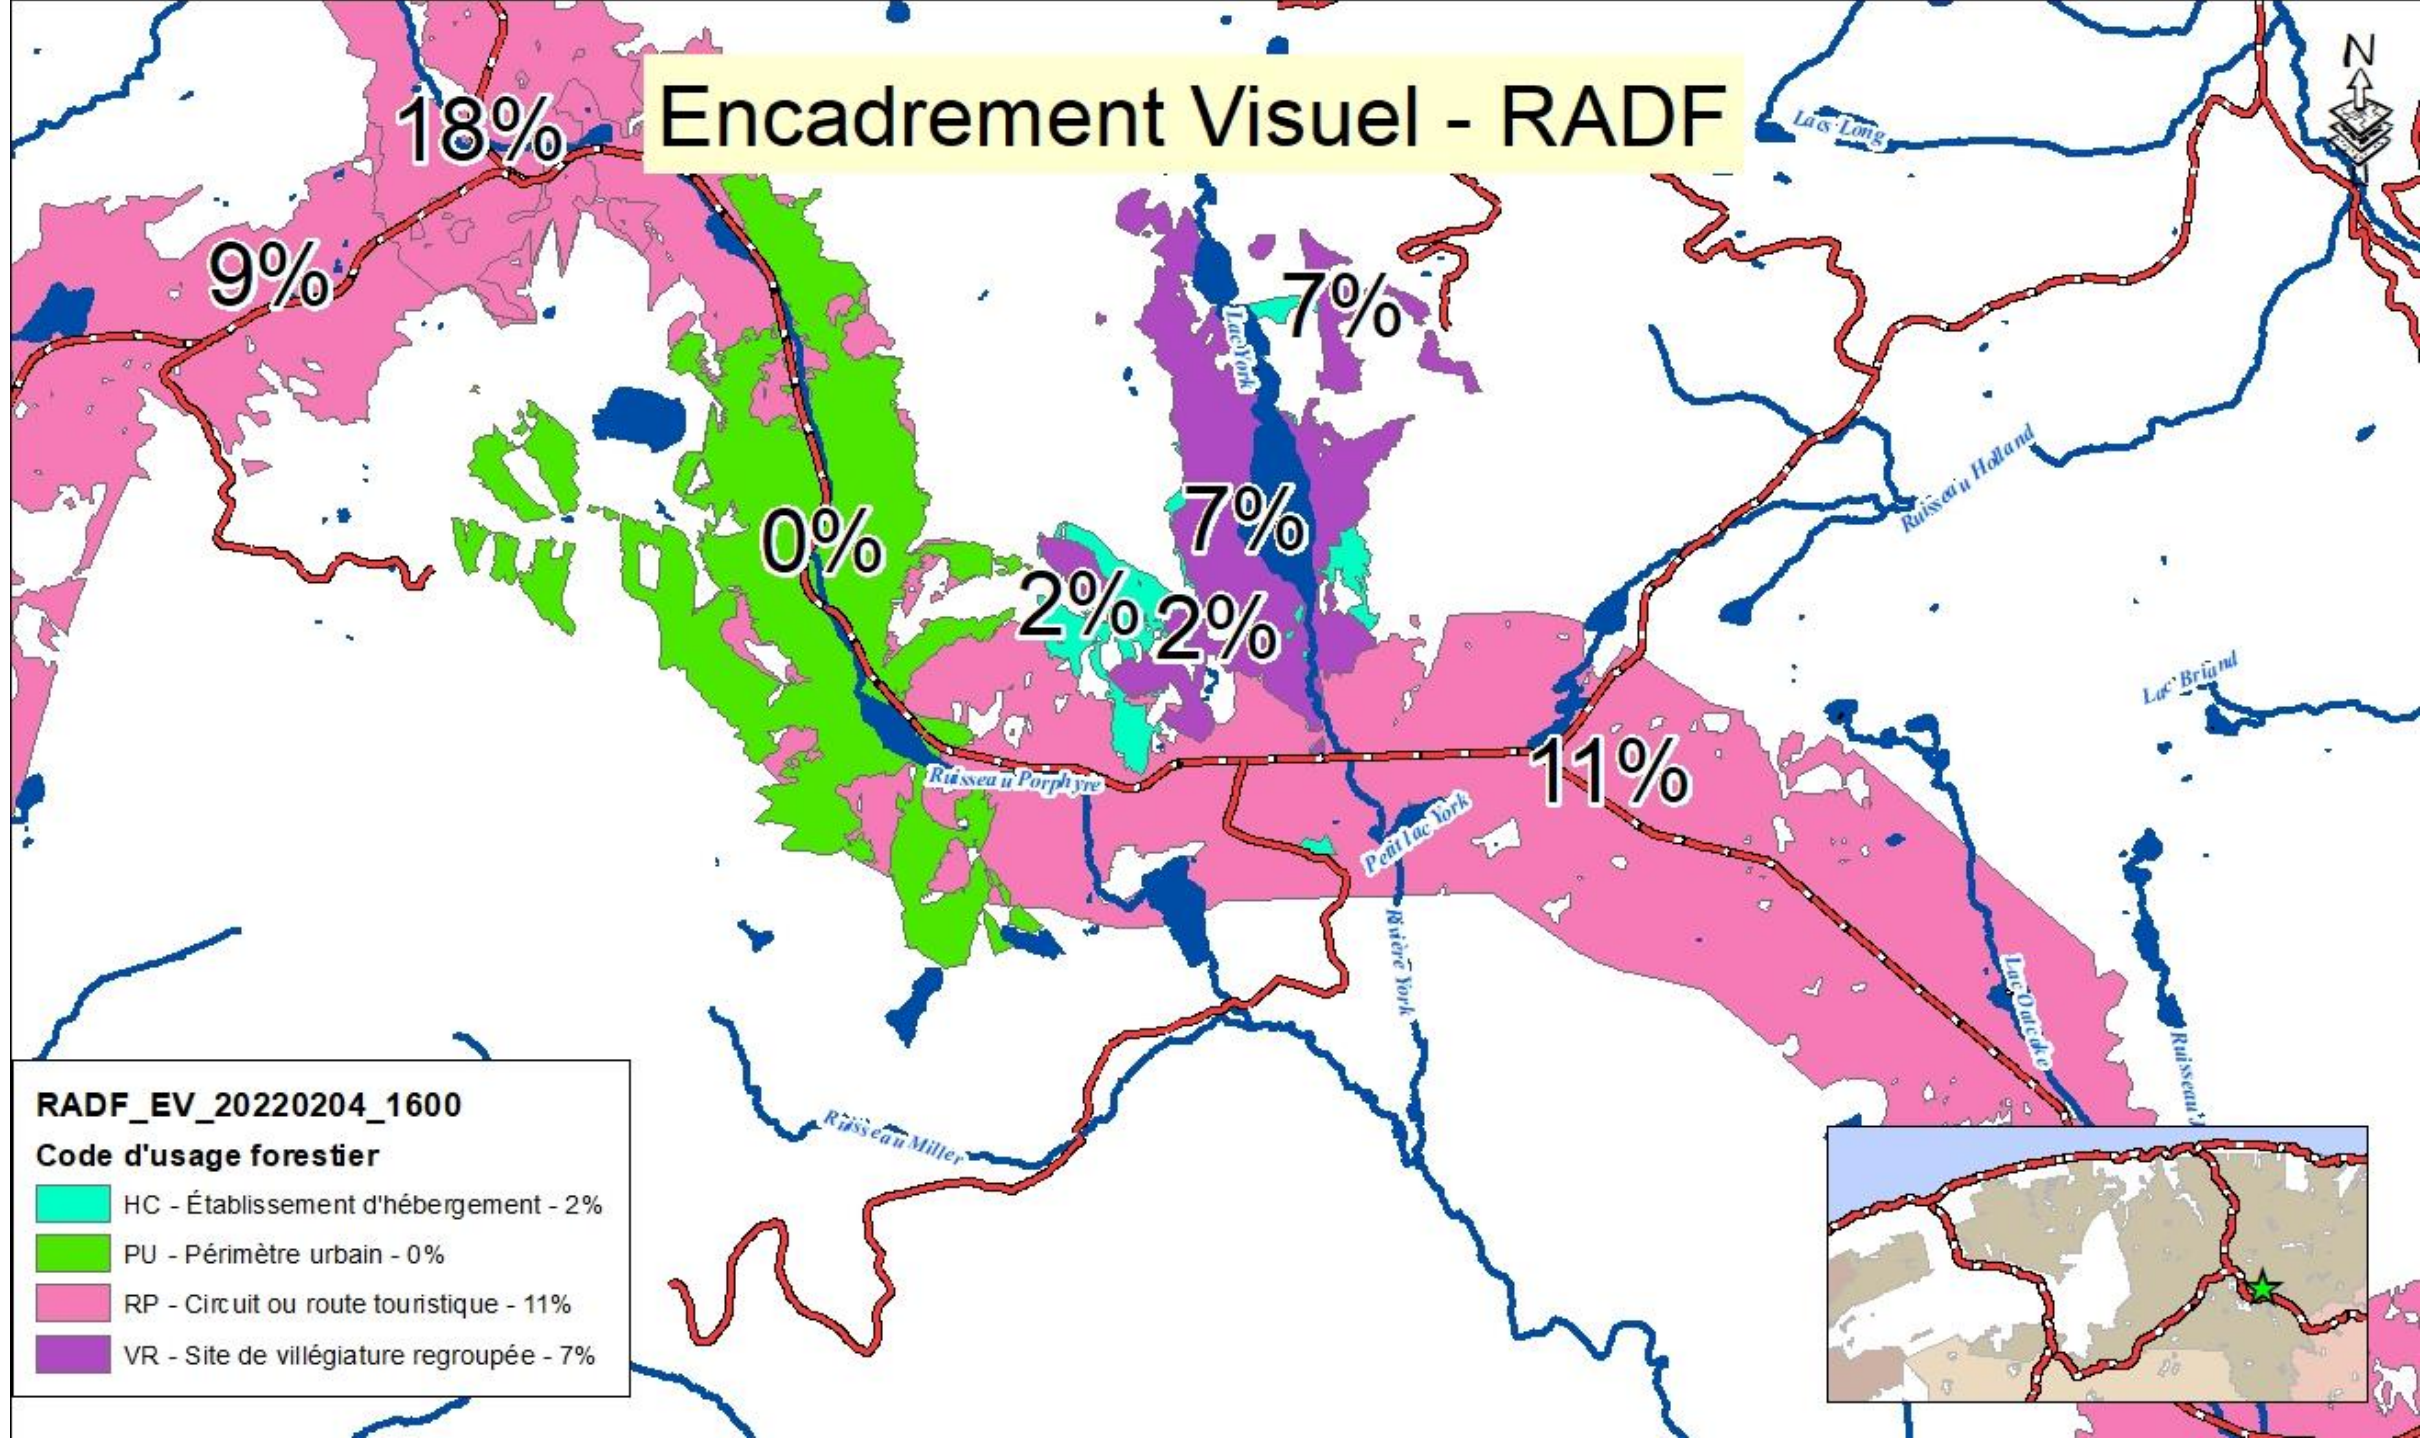 N
Encadrement Visuel - RADF
18%
Lacs Long
9%
7%
Lac York
Ruisseau Holland
7%
0%
2%
2%
Lac Briand
11%
Ruisseau Porphyre
Petit lac York
Rivière York
Lac Oatcake
Ruisseau
Ruisseau Miller
RADF_EV_20220204_1600
Code d'usage forestier
HC - Établissement d'hébergement - 2%
PU - Périmètre urbain - 0%
RP - Circuit ou route touristique - 11%
VR - Site de villégiature regroupée - 7%